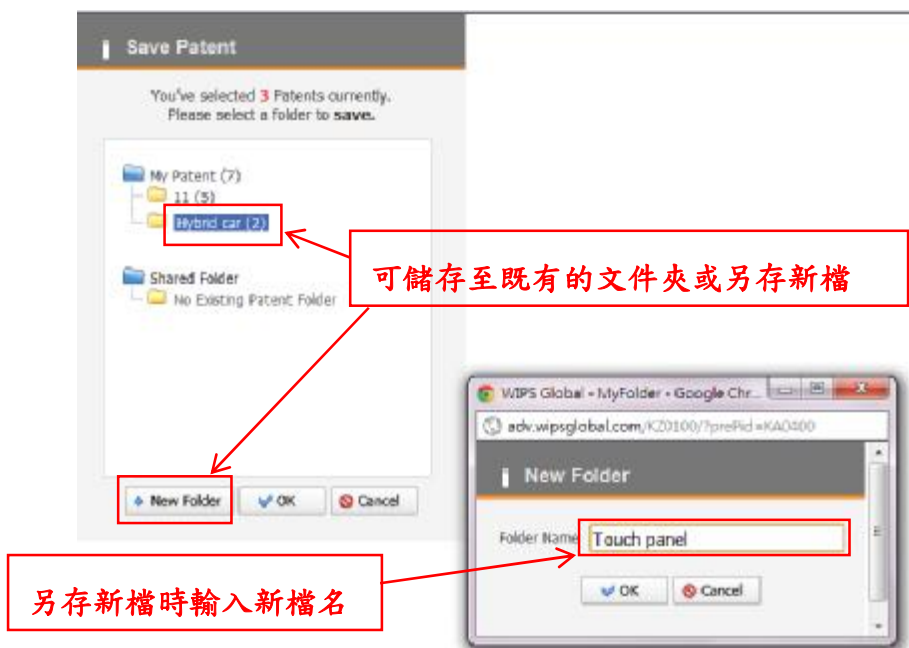 Save Patent
You've selected 3 Patents currently.
Please select a folder to save.
My Patent (7)
11 (5)
Hybrid car (2)
可儲存至既有的文件夾或另存新檔
Shared Folder
No Existing Patent Folder
New Folder
OK
Cancel
WIPS Global - MyFolder - Google Chr...
adv.wipsglobal.com/KZ0100/?prePid=KA0400
New Folder
Folder Name
Touch panel
OK
Cancel
另存新檔時輸入新檔名